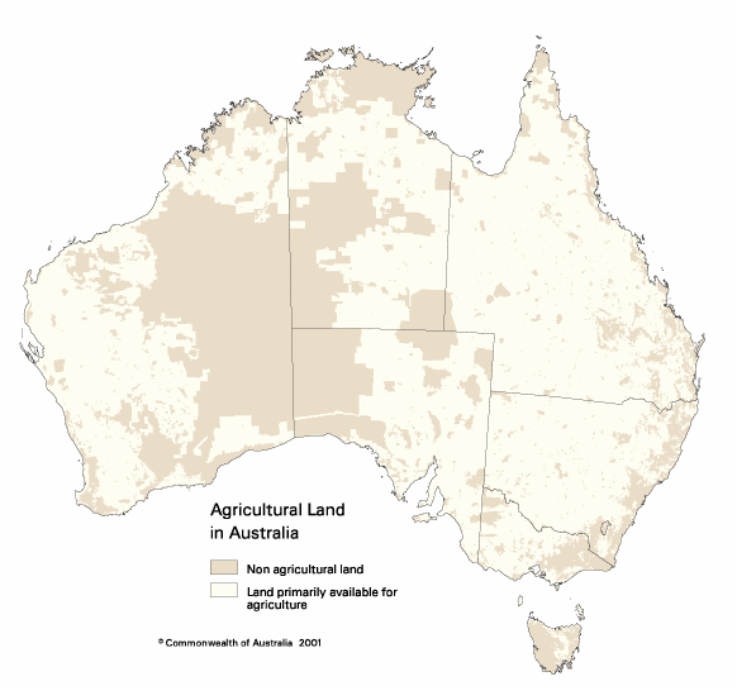 Agricultural Land
in Australia
Non agricultural land
Land primarily available for
agriculture
© Commonwealth of Australia 2001